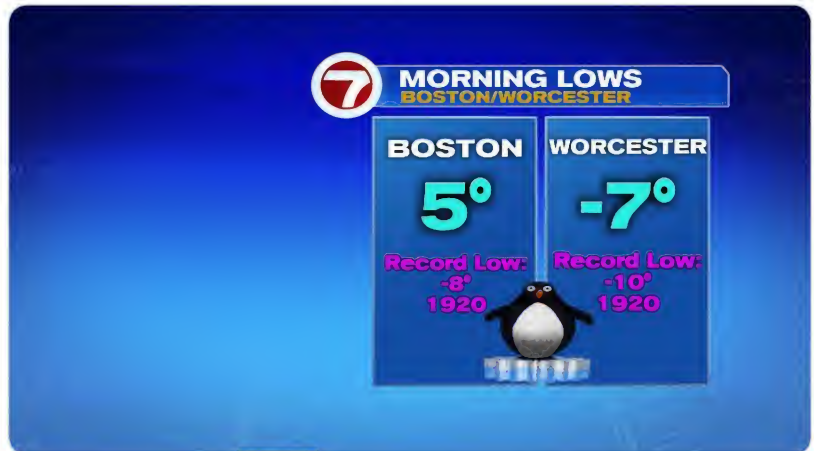 7
MORNING LOWS
BOSTON/WORCESTER
BOSTON
5°
Record Low:
-8°
1920
WORCESTER
-7°
Record Low:
-10°
1920